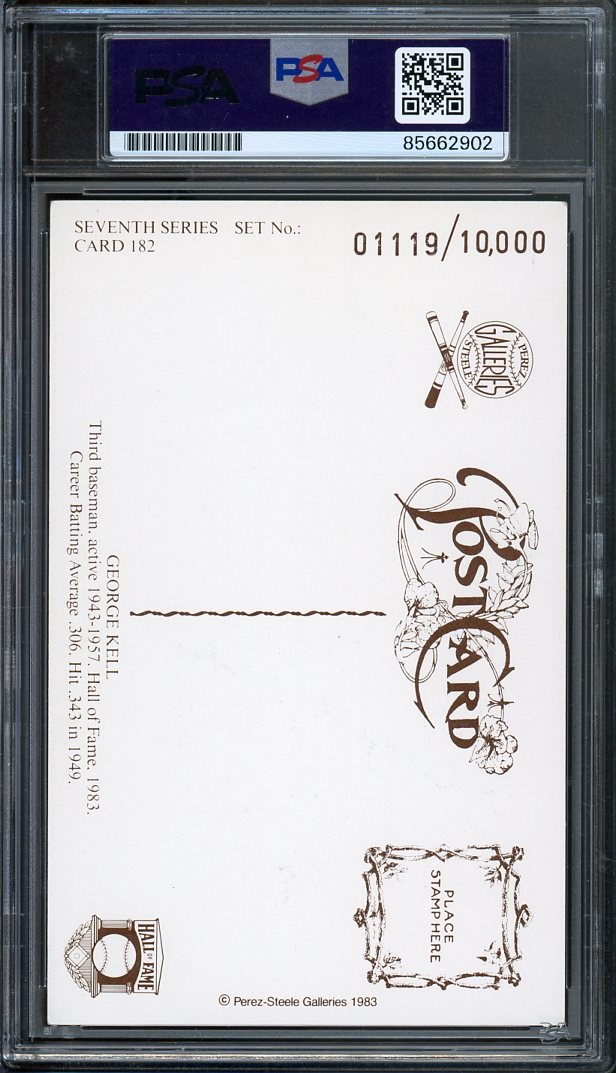 PSA
PSA
85662902
SEVENTH SERIES SET No.:
CARD 182
01119/10,000
PEREZ
GALLERIES
STEELE
POSTCARD
GEORGE KELL
Third baseman, active 1943-1957. Hall of Fame, 1983.
Career Batting Average .306. Hit .343 in 1949.
PLACE
STAMP HERE
HALL OF FAME
© Perez-Steele Galleries 1983